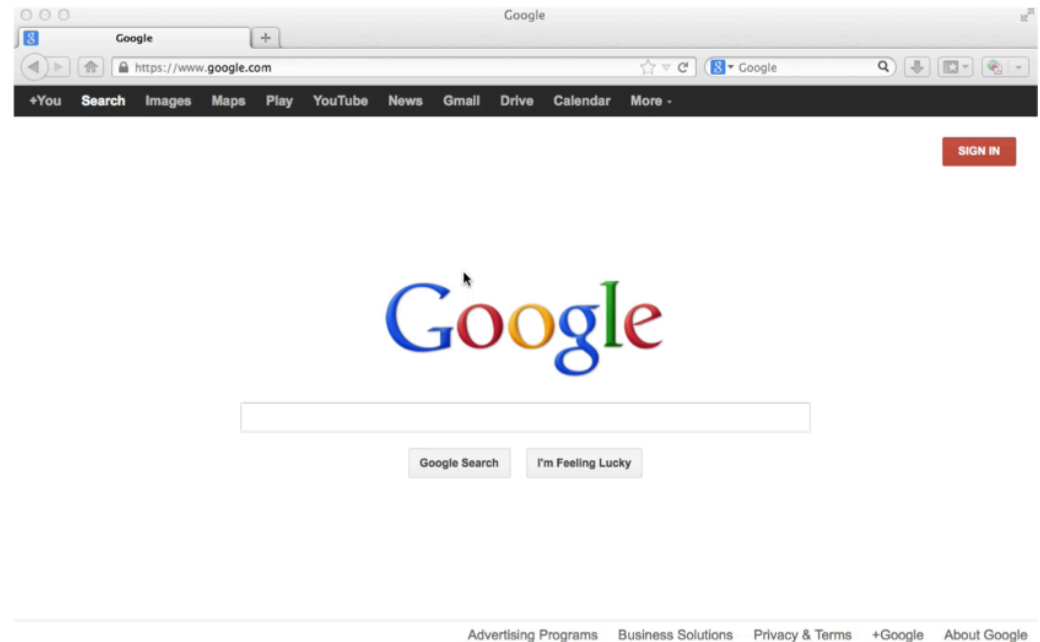 Google
Google
https://www.google.com
Google
+You Search Images Maps Play YouTube News Gmail Drive Calendar More
SIGN IN
Google
Google Search I'm Feeling Lucky
Advertising Programs Business Solutions Privacy & Terms +Google About Google